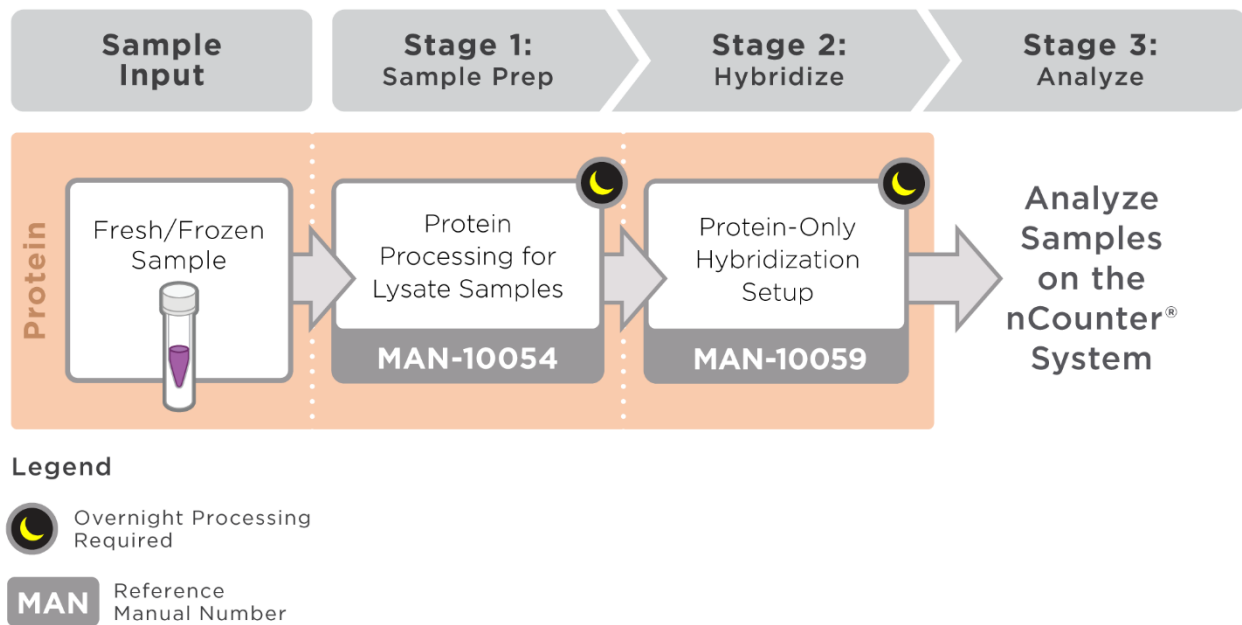 Sample
Input
Stage 1:
Sample Prep
Stage 2:
Hybridize
Stage 3:
Analyze
Protein
Fresh/Frozen
Sample
Protein
Processing for
Lysate Samples
MAN-10054
Protein-Only
Hybridization
Setup
MAN-10059
Analyze
Samples
on the
nCounter®
System
Legend
Overnight Processing
Required
MAN
Reference
Manual Number